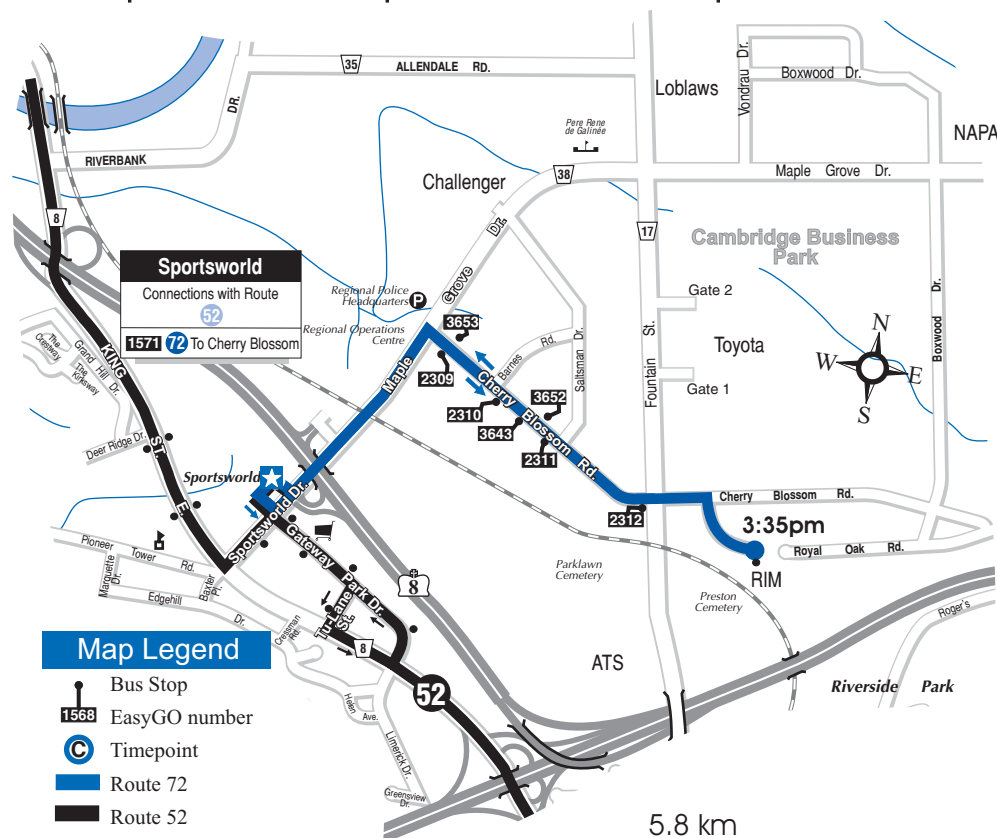 35
ALLENDALE RD.
Loblaws
Vondrau Dr.
Boxwood Dr.
NAPA
DR.
RIVERBANK
Pere Rene
de Galinée
Challenger
38
Maple Grove Dr.
8
17
Cambridge Business
Park
Sportsworld
Connections with Route
52
1571 72 To Cherry Blossom
Regional Police
Headquarters
P
Regional Operations
Centre
Maple Grove Dr.
3653
2309
Barnes Rd.
Saltsman Dr.
Gate 2
Toyota
Gate 1
Fountain St.
Boxwood Dr.
N
W
E
S
The Crestway
Grand Hill Dr.
The Kingsway
KING ST. E
Deer Ridge Dr.
2310
3652
3643
2311
Cherry Blossom Rd.
2312
Cherry Blossom Rd.
3:35pm
Royal Oak Rd.
RIM
Sportsworld
Sportsworld Dr.
Gateway Park Dr.
Pioneer Tower Rd.
Marquette Dr.
Baxter Pl.
Edgehill Dr.
Cressman Rd.
Tu-Lane St.
8
8
Parklawn
Cemetery
Preston
Cemetery
Roger's
ATS
Riverside Park
52
Helen Ave.
Limerick Dr.
Greensview Dr.
Map Legend
Bus Stop
1568 EasyGO number
C Timepoint
Route 72
Route 52
5.8 km